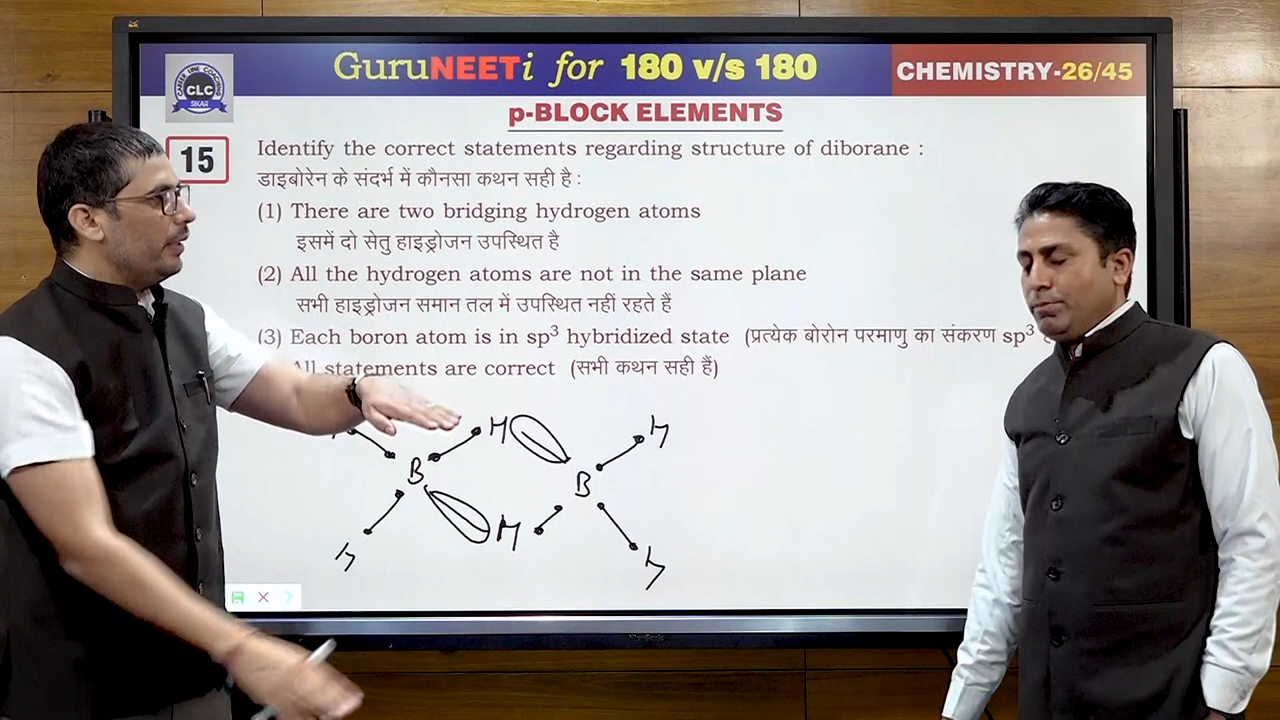 GuruNEETi for 180 v/s 180
CHEMISTRY-26/45
CAREER LINE COACHING
CLC
SIKAR
p-BLOCK ELEMENTS
15
Identify the correct statements regarding structure of diborane :
डाइबोरेन के संदर्भ में कौनसा कथन सही है :
(1) There are two bridging hydrogen atoms
इसमें दो सेतु हाइड्रोजन उपस्थित है
(2) All the hydrogen atoms are not in the same plane
सभी हाइड्रोजन समान तल में उपस्थित नहीं रहते हैं
(3) Each boron atom is in sp³ hybridized state (प्रत्येक बोरोन परमाणु का संकरण sp³
All statements are correct (सभी कथन सही हैं)
H H
B B
H H H